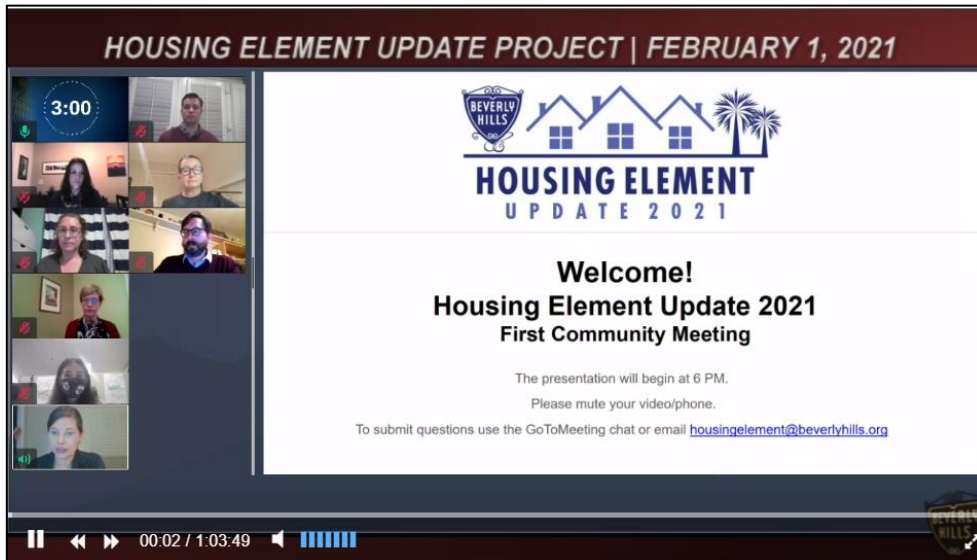 HOUSING ELEMENT UPDATE PROJECT | FEBRUARY 1, 2021
3:00
BEVERLY
HILLS
HOUSING ELEMENT
UPDATE 2021
Welcome!
Housing Element Update 2021
First Community Meeting
The presentation will begin at 6 PM.
Please mute your video/phone.
To submit questions use the GoToMeeting chat or email housingelement@beverlyhills.org
BEVERLY
HILLS
00:02 / 1:03:49